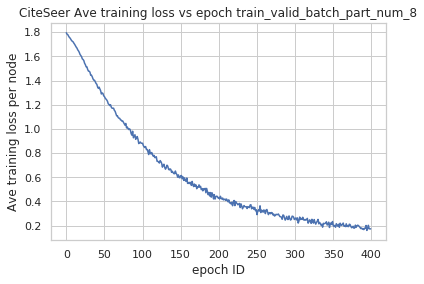 CiteSeer Ave training loss vs epoch train_valid_batch_part_num_8
Ave training loss per node
1.8
1.6
1.4
1.2
1.0
0.8
0.6
0.4
0.2
0 50 100 150 200 250 300 350 400
epoch ID